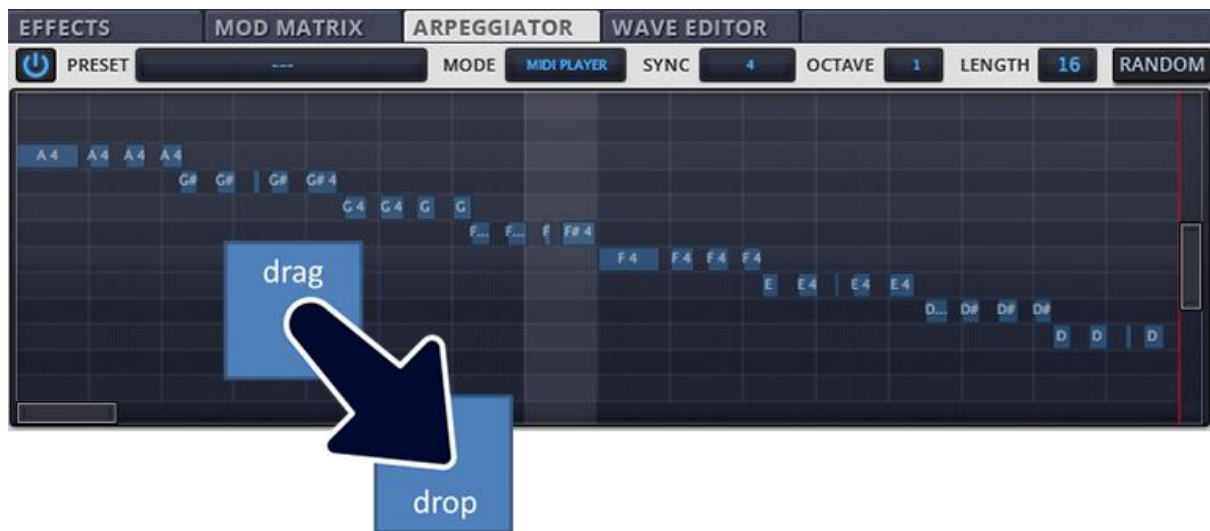 EFFECTS MOD MATRIX ARPEGGIATOR WAVE EDITOR
PRESET --- MODE MIDI PLAYER SYNC 4 OCTAVE 1 LENGTH 16 RANDOM
A 4 A 4 A 4 A 4
G# G# G# G# 4
G 4 G 4 G G
F... F... F F# 4
F 4 F 4 F 4 F 4
E E 4 E 4 E 4
D... D# D# D#
D D D
drag
drop